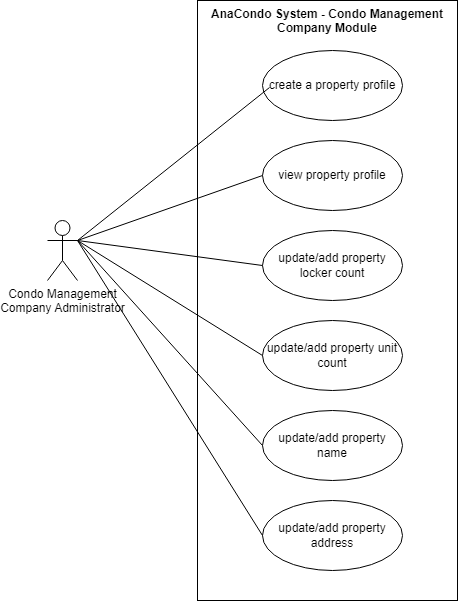 AnaCondo System - Condo Management
Company Module
create a property profile
view property profile
update/add property
locker count
Condo Management
Company Administrator
update/add property unit
count
update/add property
name
update/add property
address